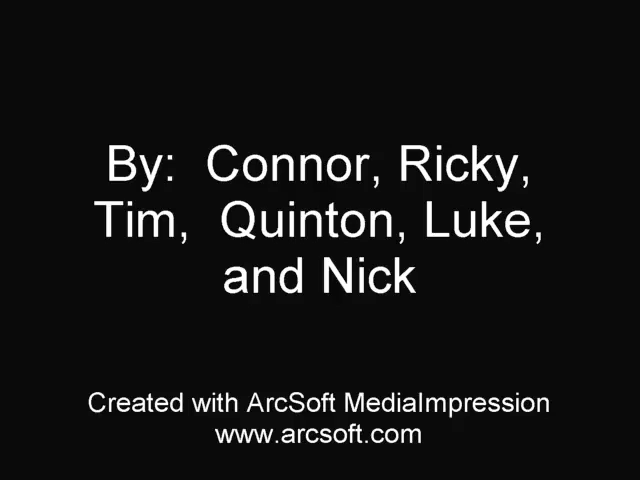 By:  Connor, Ricky,
Tim,  Quinton, Luke,
and Nick
Created with ArcSoft MediaImpression
www.arcsoft.com